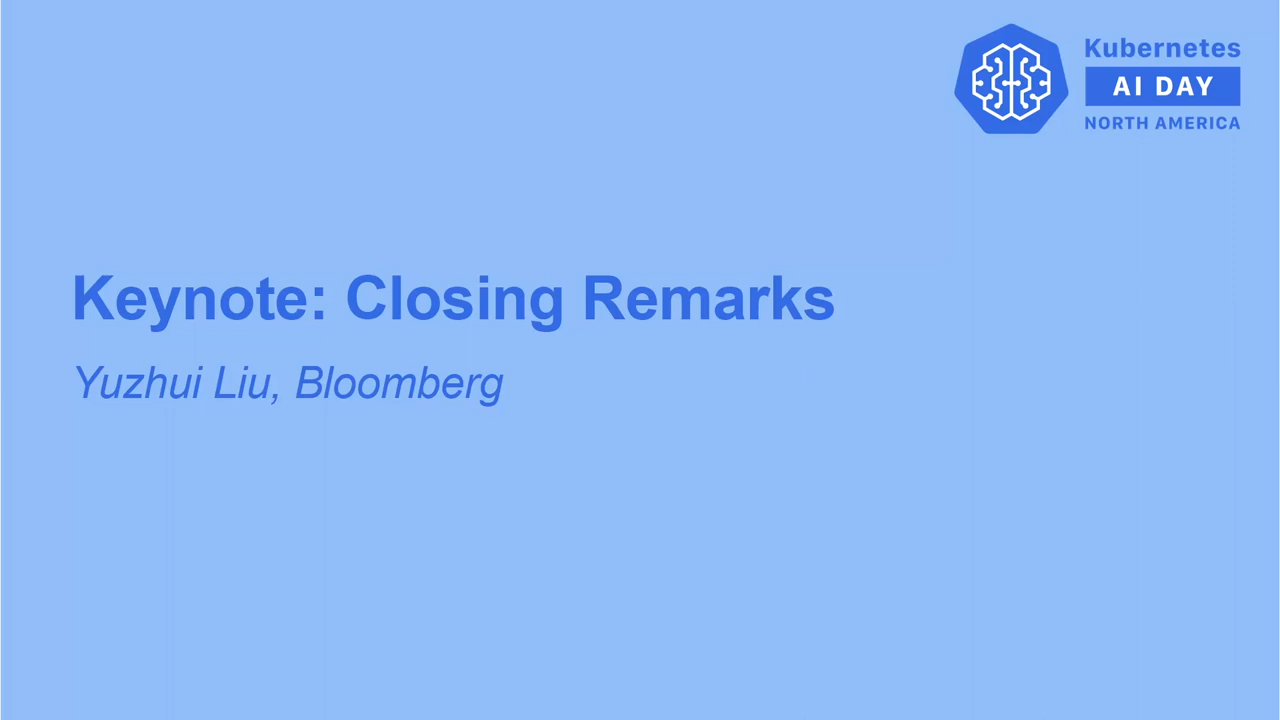 Kubernetes
AI DAY
NORTH AMERICA
Keynote: Closing Remarks
Yuzhui Liu, Bloomberg